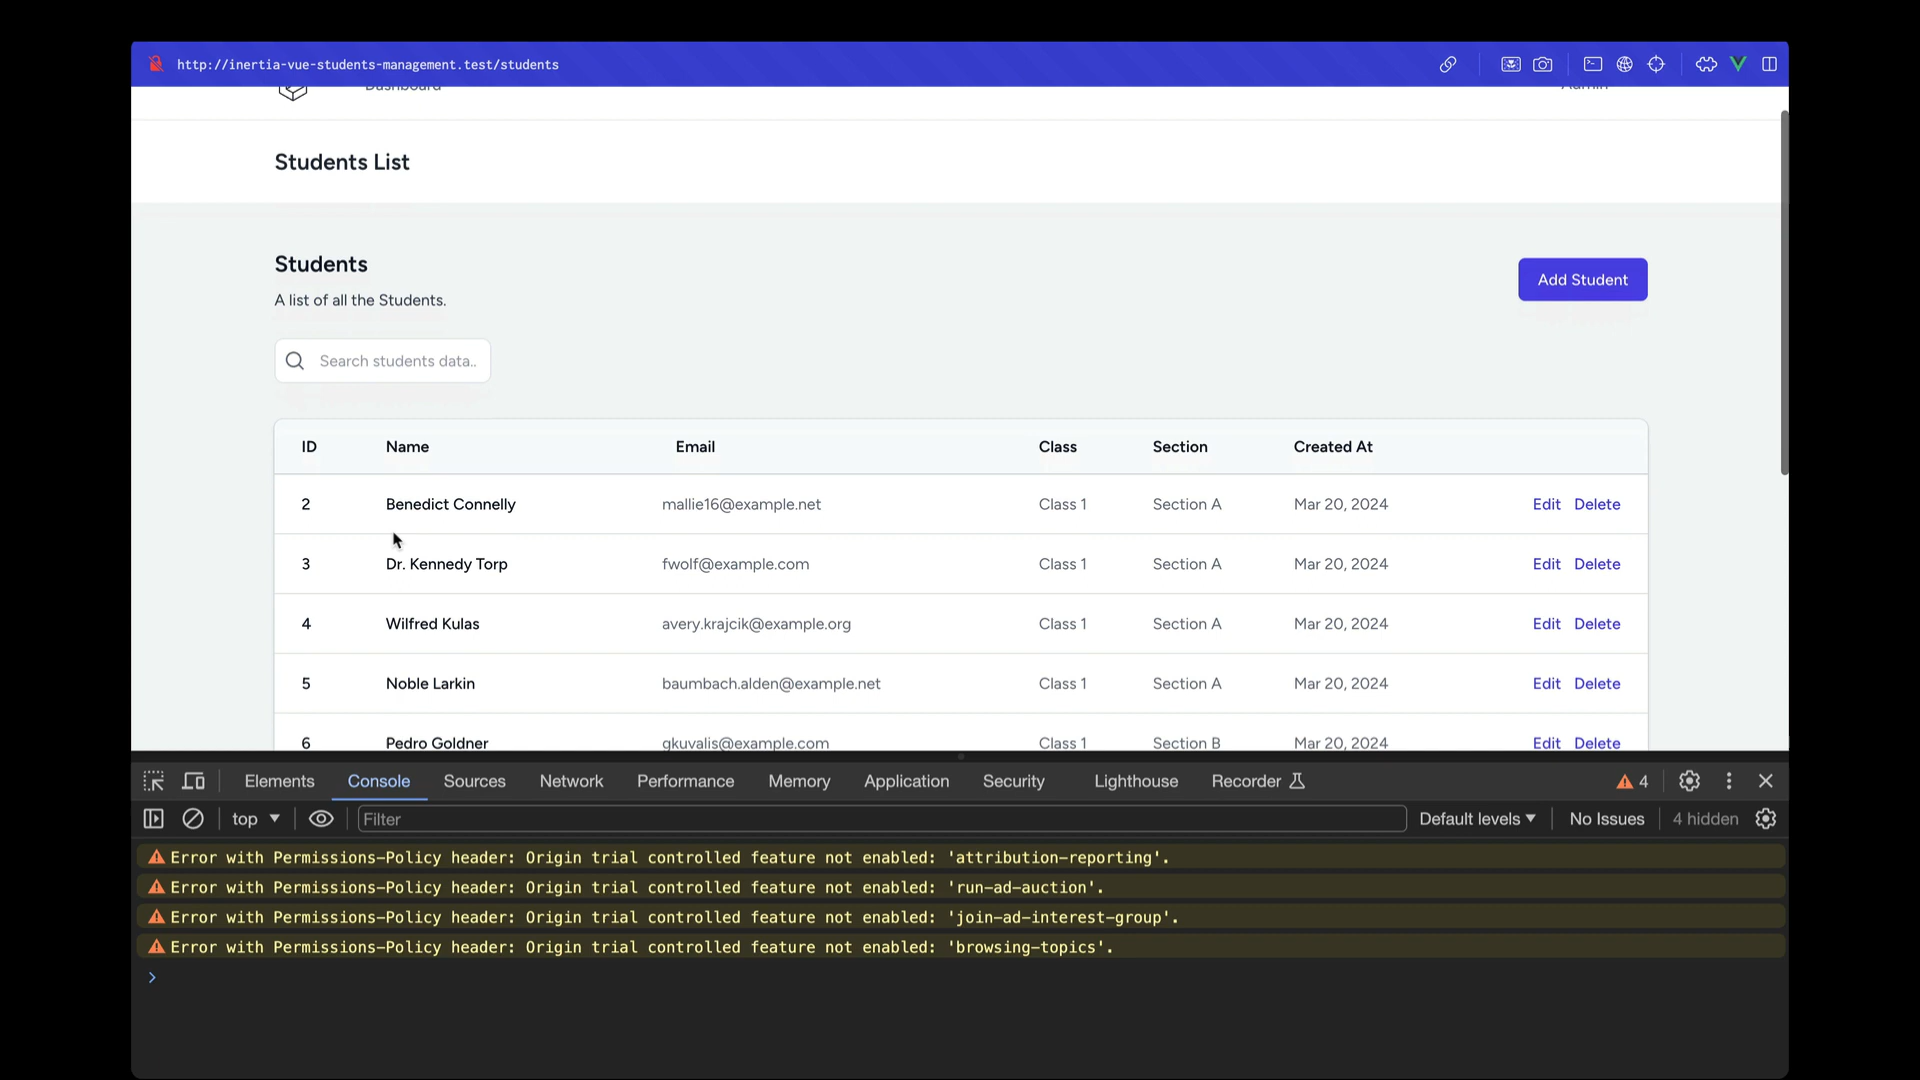 http://inertia-vue-students-management.test/students
Dashboard Admin
Students List
Students
A list of all the Students.
Add Student
Search students data..
ID Name Email Class Section Created At
2 Benedict Connelly mallie16@example.net Class 1 Section A Mar 20, 2024 Edit Delete
3 Dr. Kennedy Torp fwolf@example.com Class 1 Section A Mar 20, 2024 Edit Delete
4 Wilfred Kulas avery.krajcik@example.org Class 1 Section A Mar 20, 2024 Edit Delete
5 Noble Larkin baumbach.alden@example.net Class 1 Section A Mar 20, 2024 Edit Delete
6 Pedro Goldner gkuvalis@example.com Class 1 Section B Mar 20, 2024 Edit Delete
Elements Console Sources Network Performance Memory Application Security Lighthouse Recorder 4
top Filter Default levels No Issues 4 hidden
Error with Permissions-Policy header: Origin trial controlled feature not enabled: 'attribution-reporting'.
Error with Permissions-Policy header: Origin trial controlled feature not enabled: 'run-ad-auction'.
Error with Permissions-Policy header: Origin trial controlled feature not enabled: 'join-ad-interest-group'.
Error with Permissions-Policy header: Origin trial controlled feature not enabled: 'browsing-topics'.